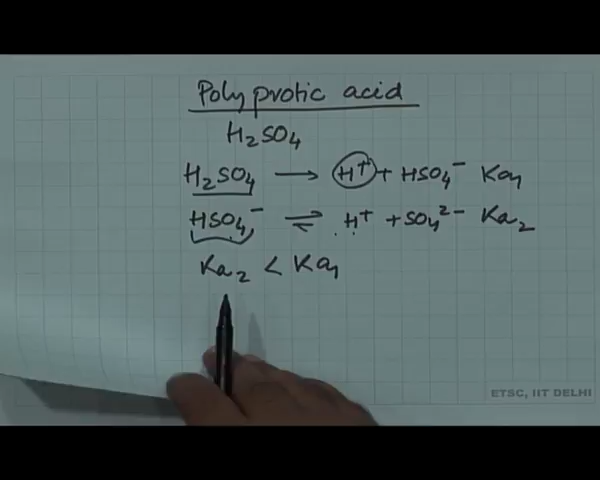 Polyprotic acid
H₂SO₄
H₂SO₄ ⟶ H⁺ + HSO₄⁻ Ka₁
HSO₄⁻ ⇌ H⁺ + SO₄²⁻ Ka₂
Ka₂ < Ka₁
ETSC, IIT DELHI